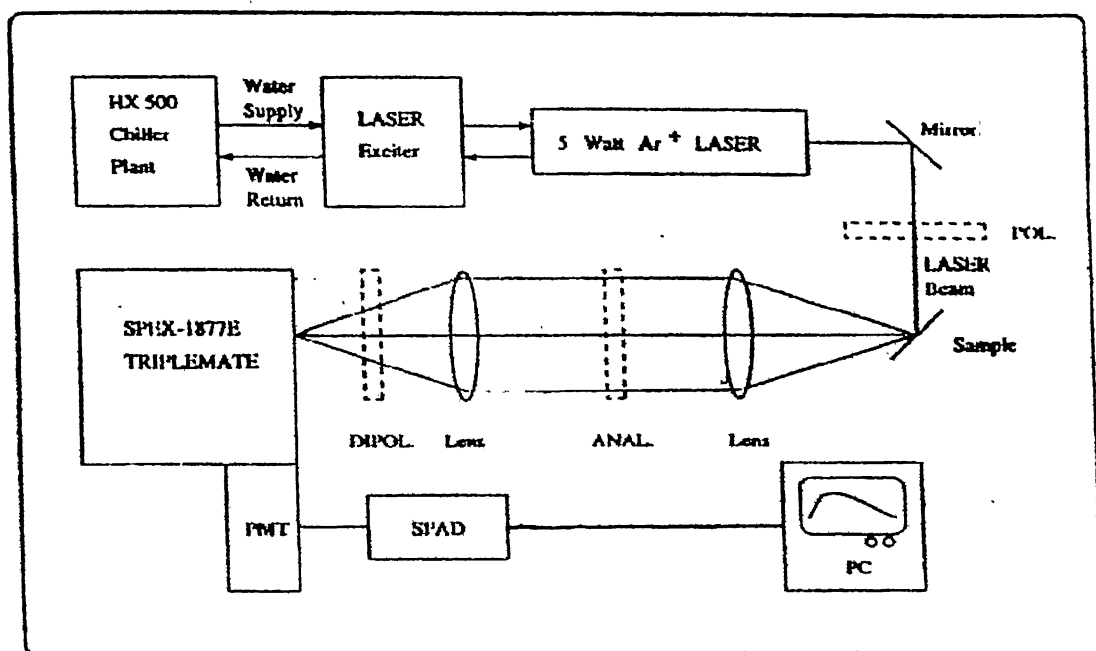 HX 500
Chiller
Plant
Water
Supply
Water
Return
LASER
Exciter
5 Watt Ar + LASER
Mirror
POL.
LASER
Beam
Sample
SPEX-1877E
TRIPLEMATE
DIPOL.
Lens
ANAL.
Lens
PMT
SPAD
PC